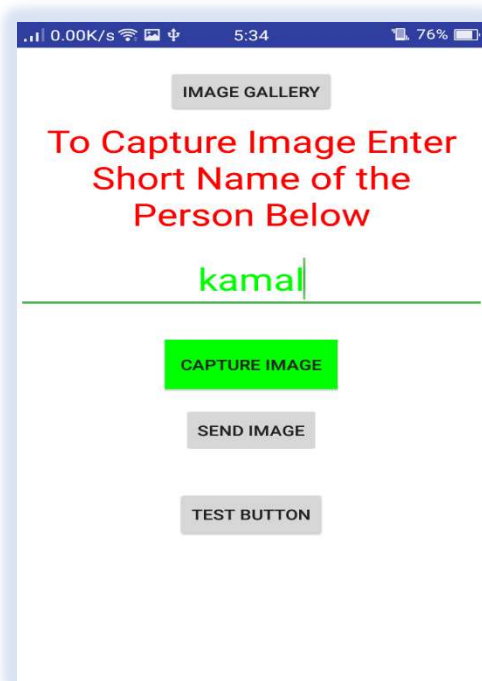 0.00K/s 5:34 76%
IMAGE GALLERY
To Capture Image Enter
Short Name of the
Person Below
kamal
CAPTURE IMAGE
SEND IMAGE
TEST BUTTON